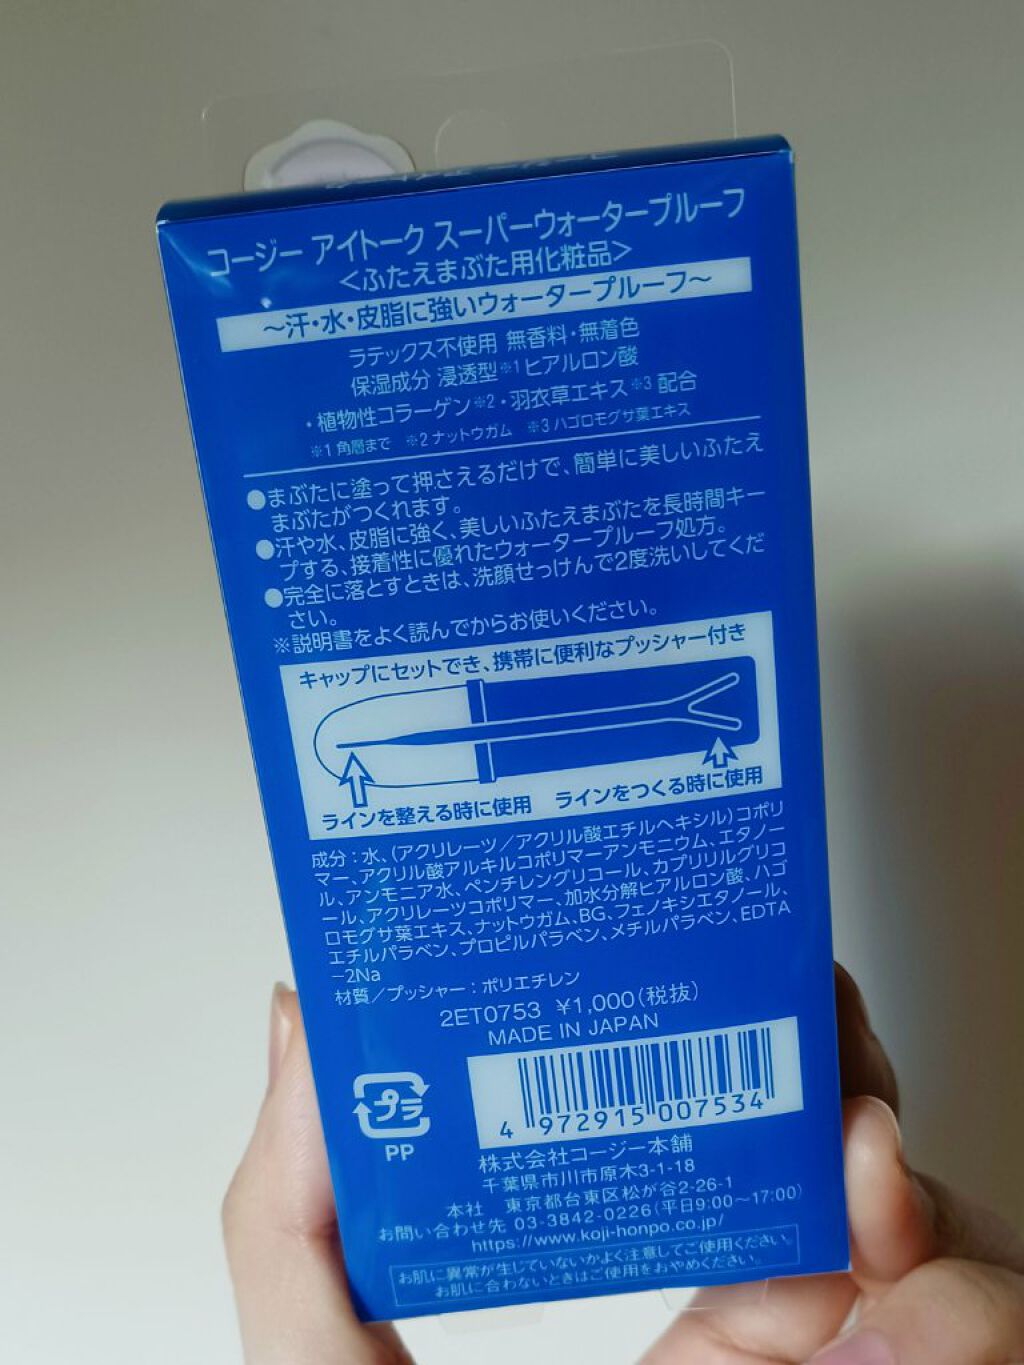 コージー アイトーク スーパーウォータープルーフ
<ふたえまぶた用化粧品>
～汗・水・皮脂に強いウォータープルーフ～
ラテックス不使用 無香料・無着色
保湿成分 浸透型※1ヒアルロン酸
・植物性コラーゲン※2・羽衣草エキス※3 配合
※1 角層まで ※2 ナットウガム ※3 ハゴロモグサ葉エキス
●まぶたに塗って押さえるだけで、簡単に美しいふたえ
まぶたがつくれます。
●汗や水、皮脂に強く、美しいふたえまぶたを長時間キー
プする、接着性に優れたウォータープルーフ処方。
●完全に落とすときは、洗顔せっけんで2度洗いしてくだ
さい。
※説明書をよく読んでからお使いください。
キャップにセットでき、携帯に便利なプッシャー付き
ラインを整える時に使用 ラインをつくる時に使用
成分：水、(アクリレーツ／アクリル酸エチルヘキシル)コポリ
マー、アクリル酸アルキルコポリマーアンモニウム、エタノー
ル、アンモニア水、ペンチレングリコール、カプリリルグリコ
ール、アクリレーツコポリマー、加水分解ヒアルロン酸、ハゴ
ロモグサ葉エキス、ナットウガム、BG、フェノキシエタノール、
エチルパラベン、プロピルパラベン、メチルパラベン、EDTA
-2Na
材質／プッシャー：ポリエチレン
2ET0753 ¥1,000(税抜)
MADE IN JAPAN
プラ
PP
4 972915 007534
株式会社コージー本舗
千葉県市川市原木3-1-18
本社 東京都台東区松が谷2-26-1
お問い合わせ先 03-3842-0226(平日9:00～17:00)
https://www.koji-honpo.co.jp/
お肌に異常が生じていないかよく注意してご使用ください。
お肌に合わないときはご使用をおやめください。